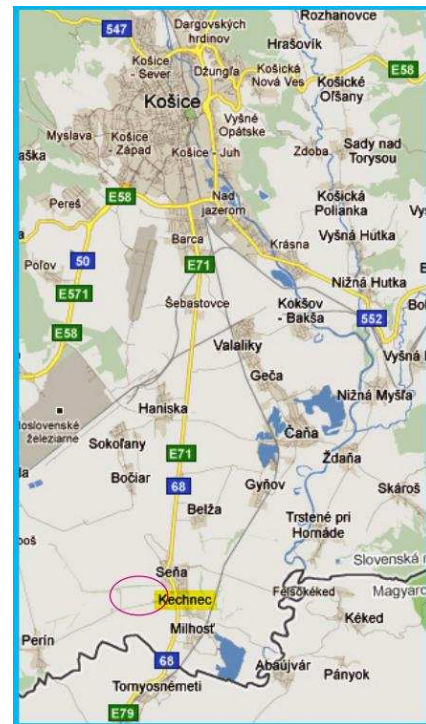 547
Dargovských
hrdinov
Rozhanovce
Košice -
Sever
Džungľa
Hrašovík
E58
Košická
Nová Ves
Košické
Oľšany
Košice
Vyšné
Opátske
Myslava
Košice -
Západ
Košice - Juh
Zdoba
Sady nad
Torysou
Pereš
E58
Nad
jazerom
Košická
Polianka
Barca
Krásna
Vyšná Hutka
Poľov
50
E71
Nižná Hutka
E571
Šebastovce
Kokšov
- Bakša
552
E58
Valaliky
Geča
Nižná Myšľa
Haniska
železiarne
Sokoľany
Čaňa
E71
Ždaňa
Bočiar
68
Gyňov
Skároš
Belža
Trstené pri
Hornáde
Seňa
Slovenská
Kechnec
Felsőkéked
Milhosť
Kéked
Perín
68
Abaújvár
Pányok
Tornyosnémeti
E79